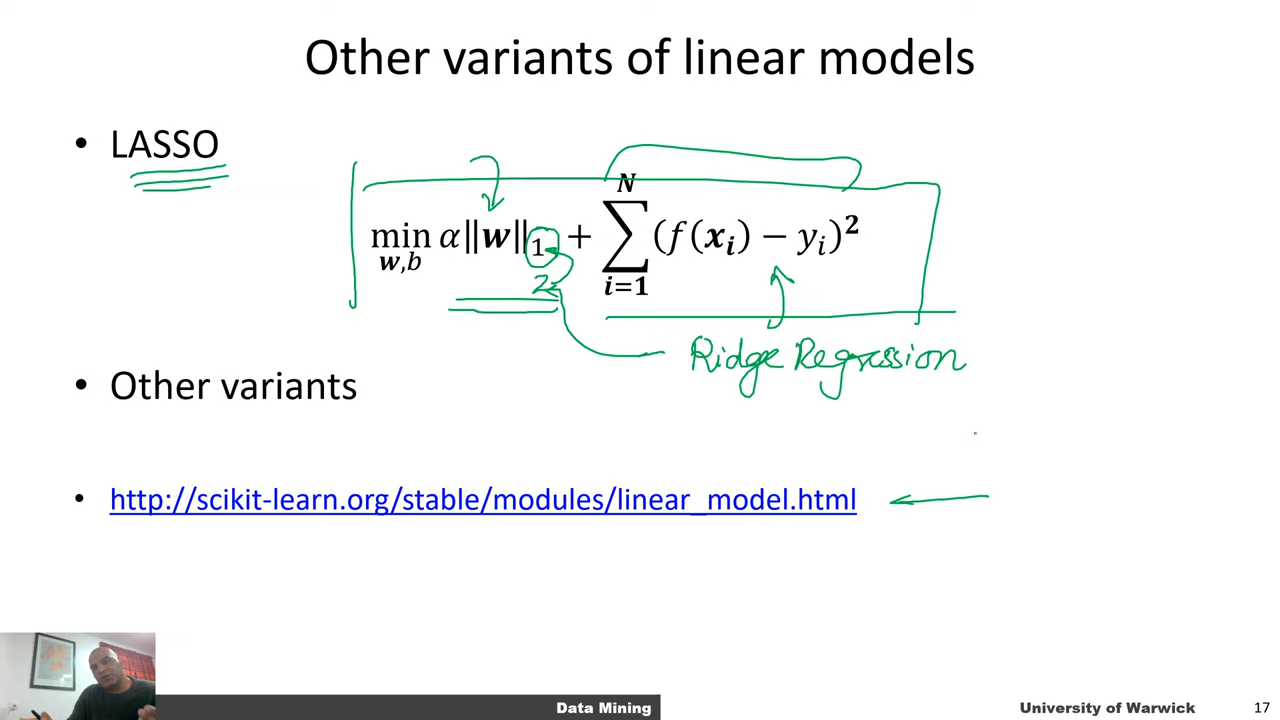 Other variants of linear models
• LASSO
min α‖w‖₁ + ∑ (f(xᵢ) − yᵢ)²
w,b
N
i=1
2
Ridge Regression
• Other variants
• http://scikit-learn.org/stable/modules/linear_model.html
Data Mining
University of Warwick
17